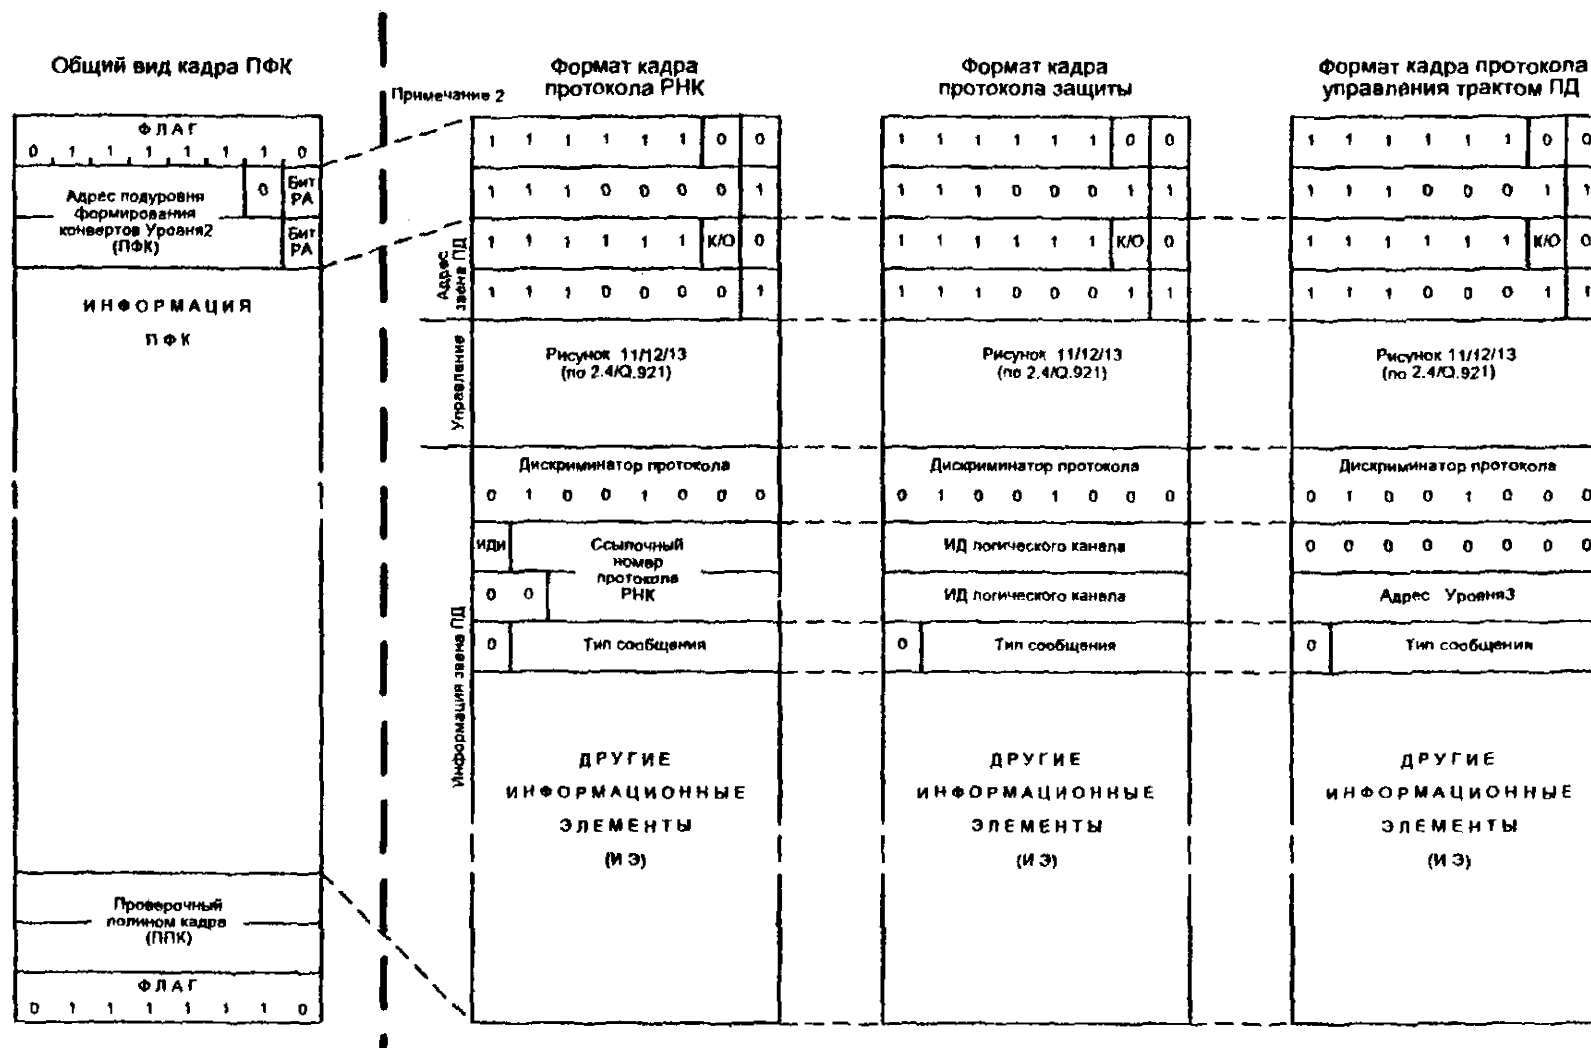 Общий вид кадра ПФК
ФЛАГ
0 1 1 1 1 1 1 0
Адрес подуровня
формирования
конвертов Уровня2
(ПФК)
0
Бит
РА
Бит
РА
ИНФОРМАЦИЯ
ПФК
Проверочный
полином кадра
(ППК)
ФЛАГ
0 1 1 1 1 1 1 0
Примечание 2
Формат кадра
протокола РНК
1 1 1 1 1 1 0 0
1 1 1 0 0 0 0 1
1 1 1 1 1 1 К/О 0
1 1 1 0 0 0 0 1
Адрес
звена ПД
Управление
Информация звена ПД
Рисунок 11/12/13
(по 2.4/Q.921)
Дискриминатор протокола
0 1 0 0 1 0 0 0
ИДИ
Ссылочный
номер
протокола
РНК
0 0
0 Тип сообщения
ДРУГИЕ
ИНФОРМАЦИОННЫЕ
ЭЛЕМЕНТЫ
(ИЭ)
Формат кадра
протокола защиты
1 1 1 1 1 1 0 0
1 1 1 0 0 0 1 1
1 1 1 1 1 1 К/О 0
1 1 1 0 0 0 1 1
Рисунок 11/12/13
(по 2.4/Q.921)
Дискриминатор протокола
0 1 0 0 1 0 0 0
ИД логического канала
ИД логического канала
0 Тип сообщения
ДРУГИЕ
ИНФОРМАЦИОННЫЕ
ЭЛЕМЕНТЫ
(ИЭ)
Формат кадра протокола
управления трактом ПД
1 1 1 1 1 1 0 0
1 1 1 0 0 0 1 1
1 1 1 1 1 1 К/О 0
1 1 1 0 0 0 1 1
Рисунок 11/12/13
(по 2.4/Q.921)
Дискриминатор протокола
0 1 0 0 1 0 0 0
0 0 0 0 0 0 0 0
Адрес Уровня3
0 Тип сообщения
ДРУГИЕ
ИНФОРМАЦИОННЫЕ
ЭЛЕМЕНТЫ
(ИЭ)